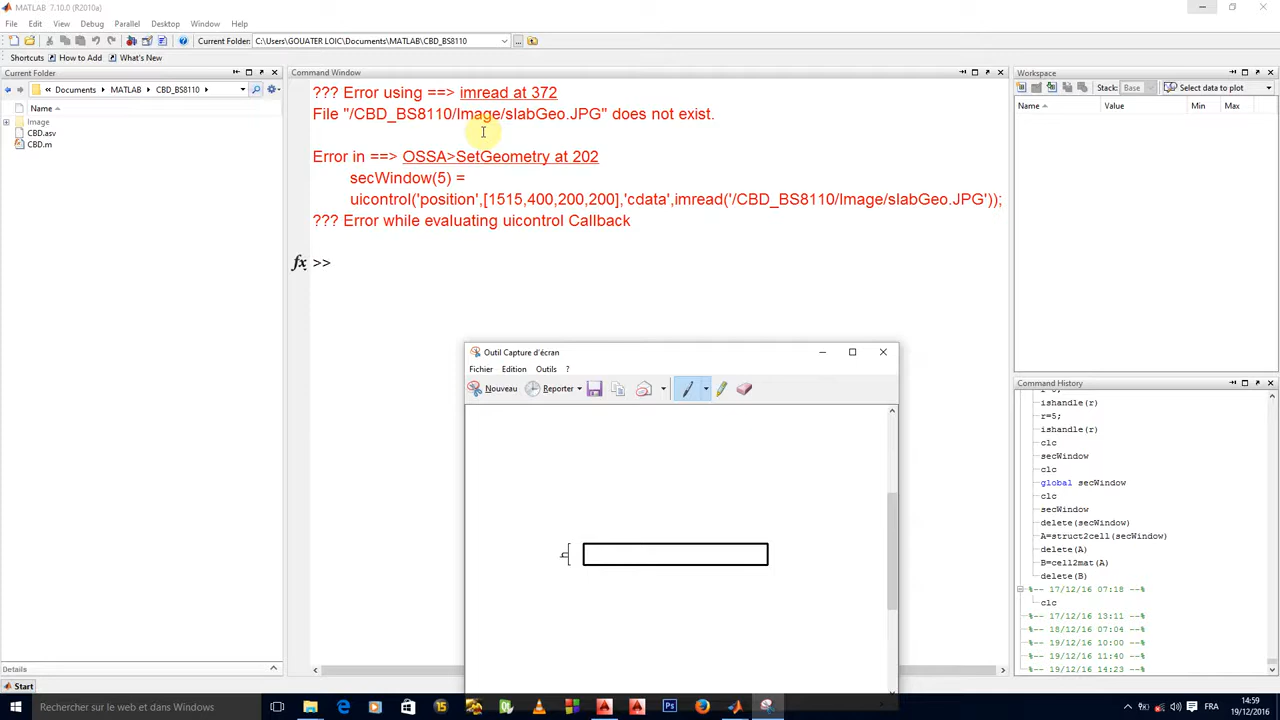 MATLAB 7.10.0 (R2010a)
File Edit View Debug Parallel Desktop Window Help
Current Folder: C:\Users\GOUATER LOIC\Documents\MATLAB\CBD_BS8110
Shortcuts How to Add What's New
Current Folder
« Documents ▸ MATLAB ▸ CBD_BS8110 ▸
Name
Image
CBD.asv
CBD.m
Details
Start
Command Window
??? Error using ==> imread at 372
File "/CBD_BS8110/Image/slabGeo.JPG" does not exist.
Error in ==> OSSA>SetGeometry at 202
secWindow(5) =
uicontrol('position',[1515,400,200,200],'cdata',imread('/CBD_BS8110/Image/slabGeo.JPG'));
??? Error while evaluating uicontrol Callback
fx >>
Outil Capture d'écran
Fichier Edition Outils ?
Nouveau Reporter
Workspace
Stack: Base Select data to plot
Name Value Min Max
Command History
ishandle(r)
r=5;
ishandle(r)
clc
secWindow
clc
global secWindow
clc
secWindow
delete(secWindow)
A=struct2cell(secWindow)
delete(A)
B=cell2mat(A)
delete(B)
%-- 17/12/16 07:18 --%
clc
%-- 17/12/16 13:11 --%
%-- 18/12/16 07:04 --%
%-- 19/12/16 10:00 --%
%-- 19/12/16 11:40 --%
%-- 19/12/16 14:23 --%
Rechercher sur le web et dans Windows
FRA
14:59
19/12/2016